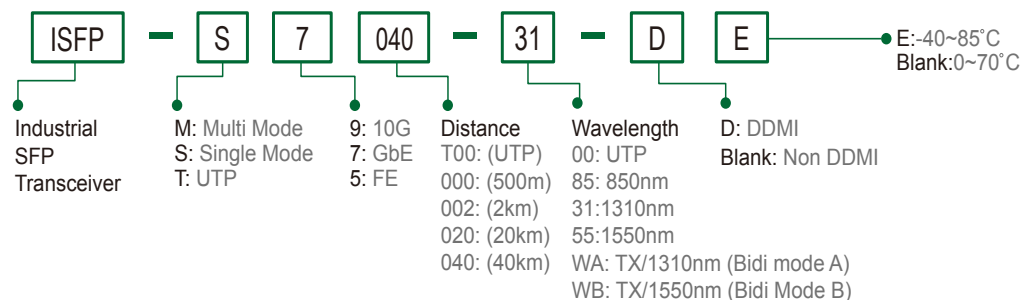 ISFP - S 7 040 - 31 - D E
E:-40~85˚C
Blank:0~70˚C
Industrial
SFP
Transceiver
M: Multi Mode
S: Single Mode
T: UTP
9: 10G
7: GbE
5: FE
Distance
T00: (UTP)
000: (500m)
002: (2km)
020: (20km)
040: (40km)
Wavelength
00: UTP
85: 850nm
31:1310nm
55:1550nm
WA: TX/1310nm (Bidi mode A)
WB: TX/1550nm (Bidi Mode B)
D: DDMI
Blank: Non DDMI